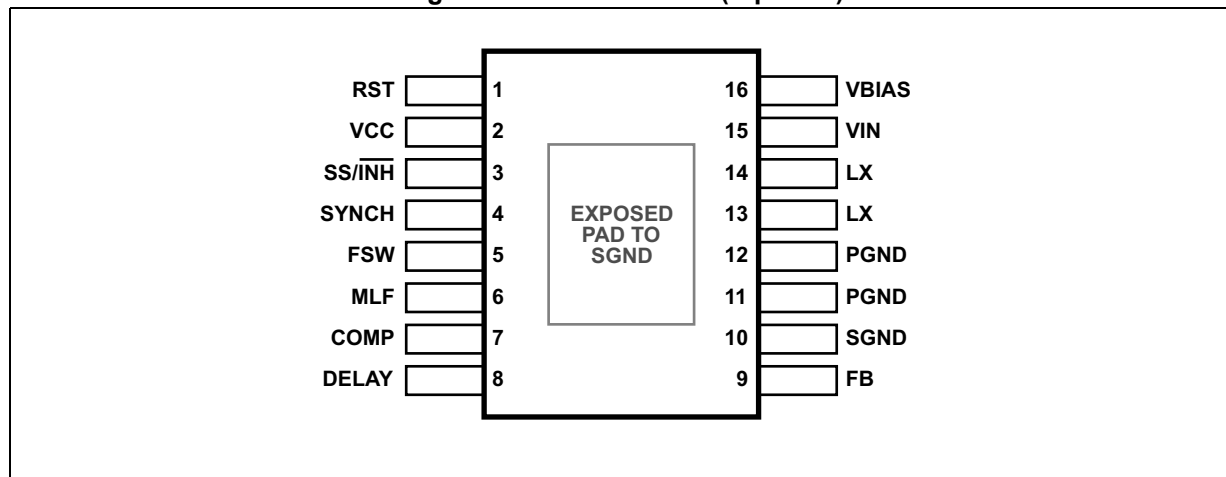 RST 1 16 VBIAS
VCC 2 15 VIN
SS/I̅N̅H̅ 3 14 LX
SYNCH 4 13 LX
FSW 5 12 PGND
MLF 6 11 PGND
COMP 7 10 SGND
DELAY 8 9 FB
EXPOSED
PAD TO
SGND